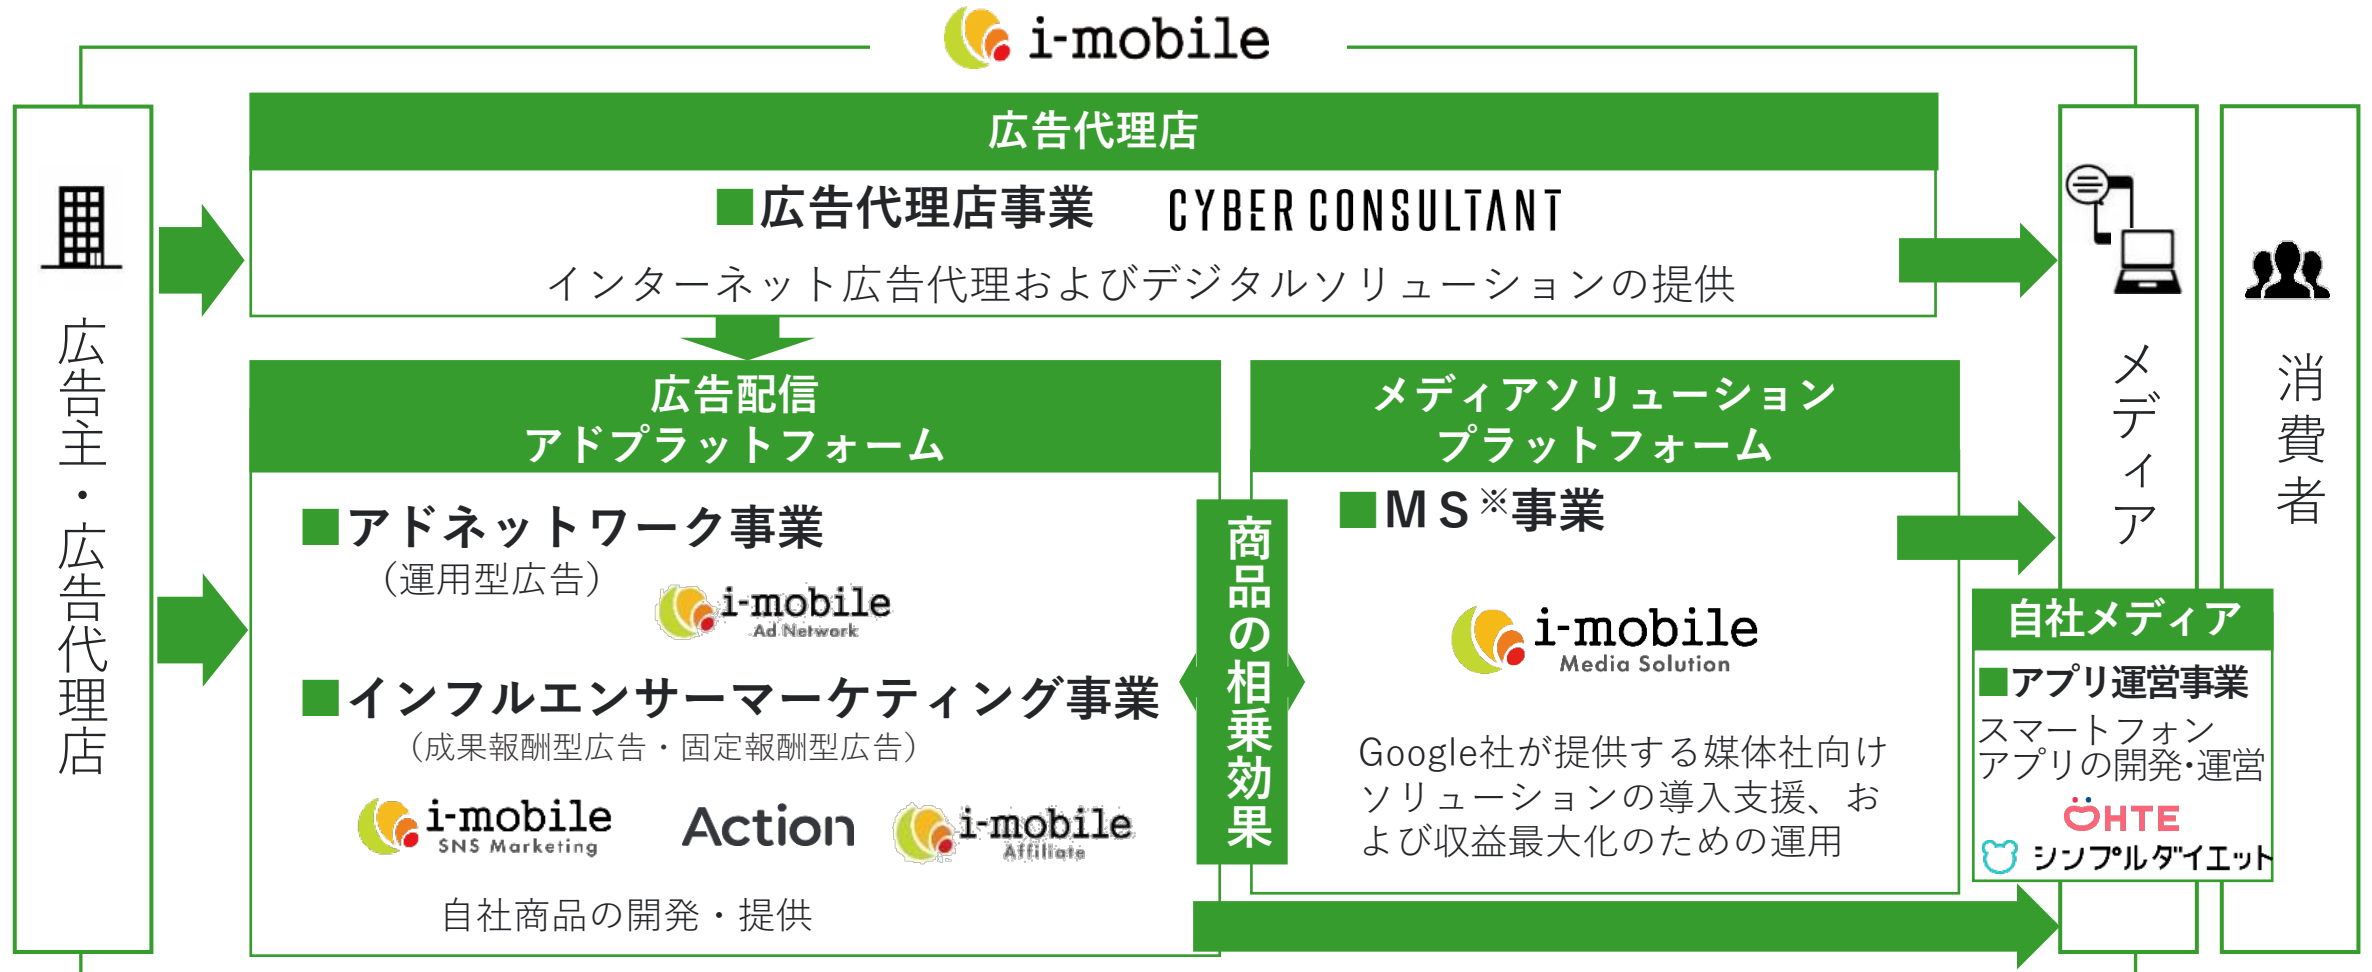 i-mobile
広告主・広告代理店
広告代理店
■広告代理店事業 CYBER CONSULTANT
インターネット広告代理およびデジタルソリューションの提供
広告配信
アドプラットフォーム
■アドネットワーク事業
（運用型広告）
i-mobile
Ad Network
■インフルエンサーマーケティング事業
（成果報酬型広告・固定報酬型広告）
i-mobile
SNS Marketing
Action
i-mobile
Affiliate
自社商品の開発・提供
商品の相乗効果
メディアソリューション
プラットフォーム
■ＭＳ※事業
i-mobile
Media Solution
Google社が提供する媒体社向け
ソリューションの導入支援、お
よび収益最大化のための運用
メディア
自社メディア
■アプリ運営事業
スマートフォン
アプリの開発・運営
OHTE
シンプルダイエット
消費者